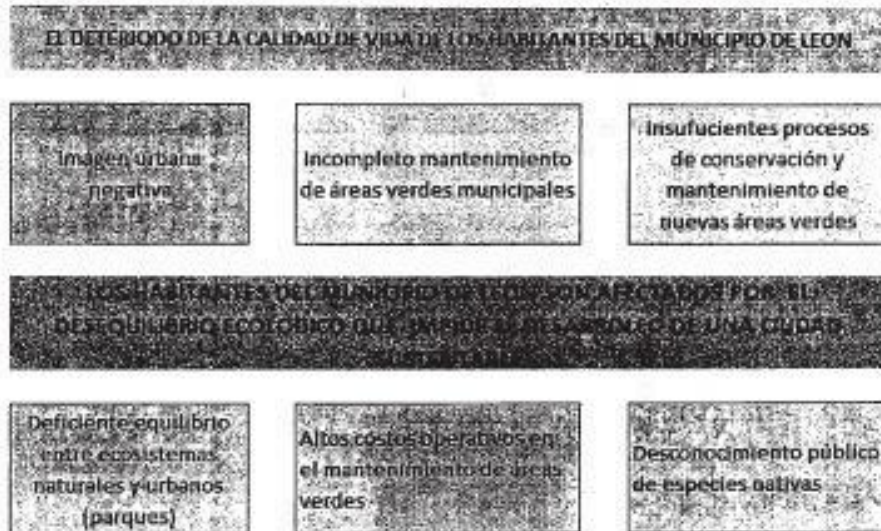 EL DETERIODO DE LA CALIDAD DE VIDA DE LOS HABITANTES DEL MUNICIPIO DE LEON
Imagen urbana
negativa
Incompleto mantenimiento
de áreas verdes municipales
Insufucientes procesos
de conservación y
mantenimiento de
nuevas áreas verdes
LOS HABITANTES DEL MUNICIPIO DE LEON SON AFECTADOS POR EL
DESEQUILIBRIO ECOLOGICO QUE IMPIDE EL DESARROLLO DE UNA CIUDAD
Deficiente equilibrio
entre ecosistemas
naturales y urbanos
(parques)
Altos costos operativos en
el mantenimiento de áreas
verdes
Desconocimiento público
de especies nativas